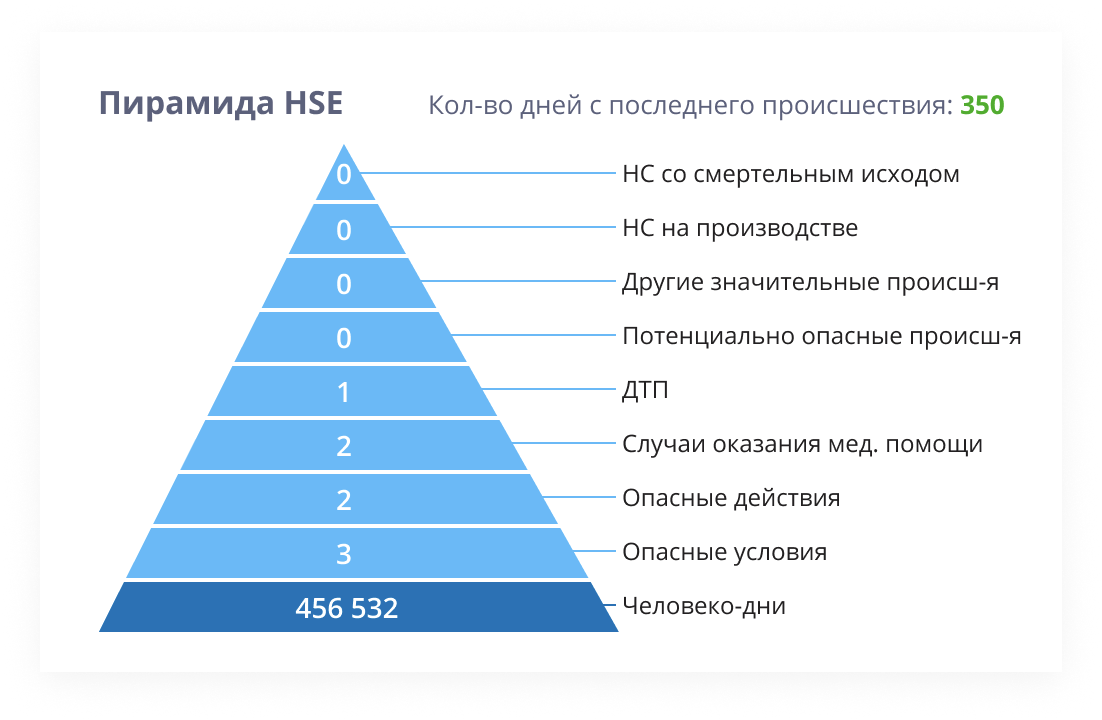 Пирамида HSE
Кол-во дней с последнего происшествия: 350
0 НС со смертельным исходом
0 НС на производстве
0 Другие значительные происш-я
0 Потенциально опасные происш-я
1 ДТП
2 Случаи оказания мед. помощи
2 Опасные действия
3 Опасные условия
456 532 Человеко-дни